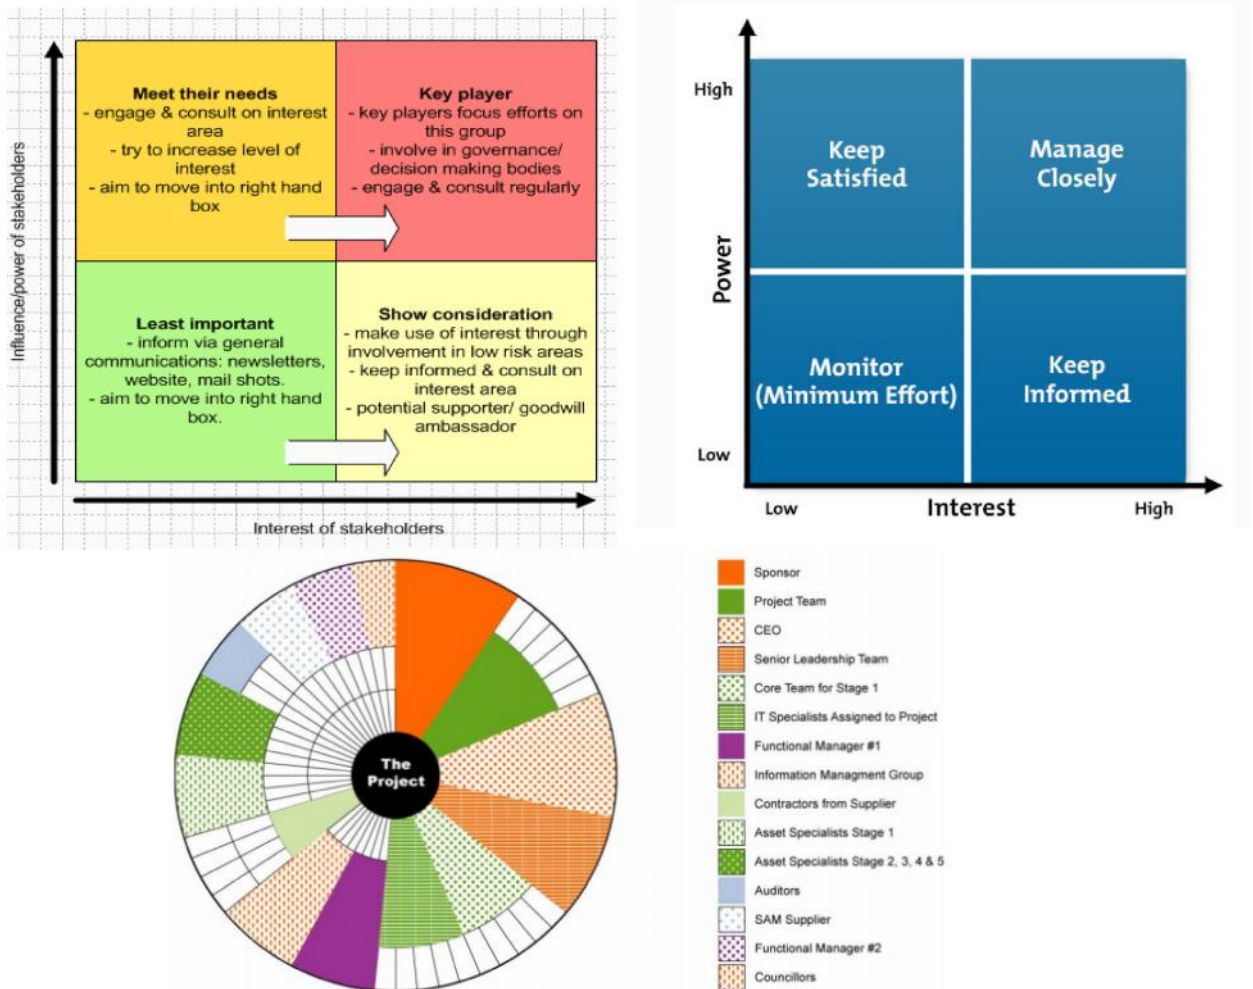 Influence/power of stakeholders
Meet their needs
- engage & consult on interest
area
- try to increase level of
interest
- aim to move into right hand
box
Key player
- key players focus efforts on
this group
- involve in governance/
decision making bodies
- engage & consult regularly
Least important
- inform via general
communications: newsletters,
website, mail shots.
- aim to move into right hand
box.
Show consideration
- make use of interest through
involvement in low risk areas
- keep informed & consult on
interest area
- potential supporter/ goodwill
ambassador
Interest of stakeholders
High
Power
Low
Keep
Satisfied
Manage
Closely
Monitor
(Minimum Effort)
Keep
Informed
Low
Interest
High
The
Project
Sponsor
Project Team
CEO
Senior Leadership Team
Core Team for Stage 1
IT Specialists Assigned to Project
Functional Manager #1
Information Managment Group
Contractors from Supplier
Asset Specialists Stage 1
Asset Specialists Stage 2, 3, 4 & 5
Auditors
SAM Supplier
Functional Manager #2
Councillors